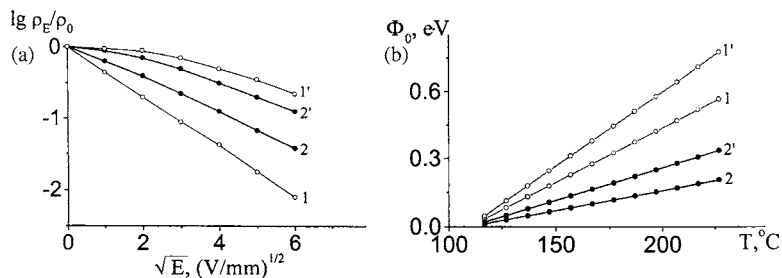 lg ρE/ρ0
(a)
0
-1
-2
1'
2'
2
1
0 2 4 6 8
√E, (V/mm)1/2
Φ0, eV
(b)
0.6
0.3
0.0
1'
1
2'
2
100 150 200 T,°C